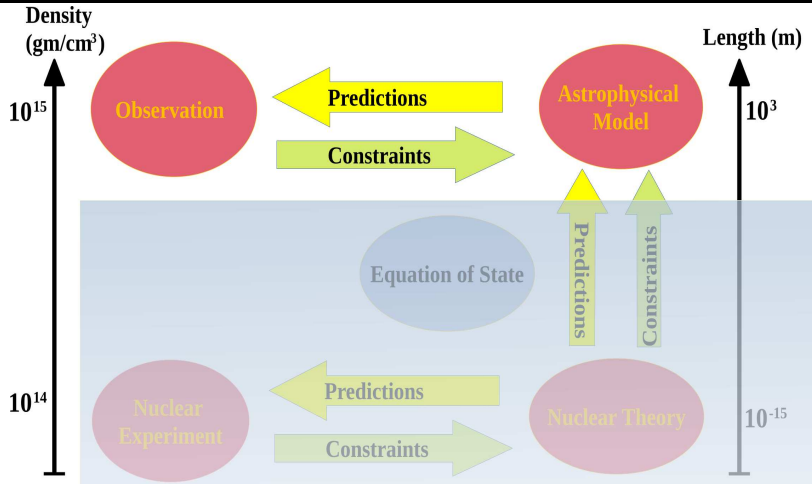 Density
(gm/cm³)
Length (m)
10¹⁵
Observation
Predictions
Constraints
Astrophysical
Model
10³
Equation of State
Predictions
Constraints
10¹⁴
Nuclear
Experiment
Predictions
Constraints
Nuclear Theory
10⁻¹⁵